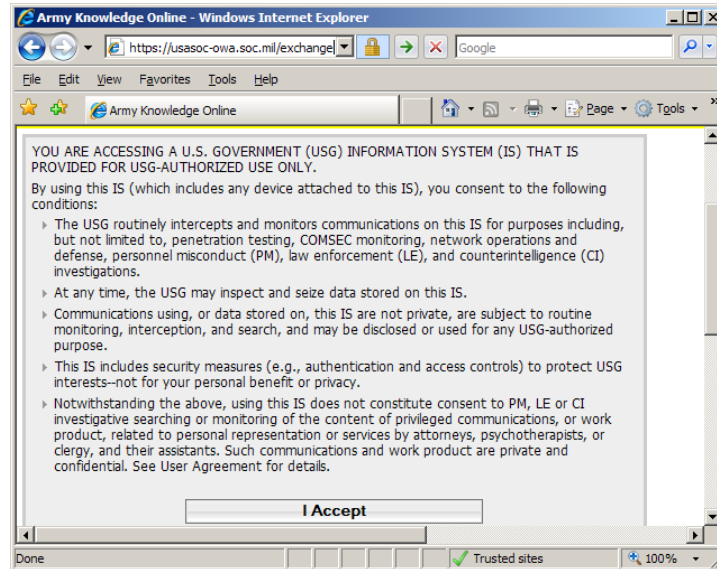 Army Knowledge Online - Windows Internet Explorer
https://usasoc-owa.soc.mil/exchange
Google
File Edit View Favorites Tools Help
Army Knowledge Online
Page Tools »
YOU ARE ACCESSING A U.S. GOVERNMENT (USG) INFORMATION SYSTEM (IS) THAT IS
PROVIDED FOR USG-AUTHORIZED USE ONLY.
By using this IS (which includes any device attached to this IS), you consent to the following
conditions:
The USG routinely intercepts and monitors communications on this IS for purposes including,
but not limited to, penetration testing, COMSEC monitoring, network operations and
defense, personnel misconduct (PM), law enforcement (LE), and counterintelligence (CI)
investigations.
At any time, the USG may inspect and seize data stored on this IS.
Communications using, or data stored on, this IS are not private, are subject to routine
monitoring, interception, and search, and may be disclosed or used for any USG-authorized
purpose.
This IS includes security measures (e.g., authentication and access controls) to protect USG
interests--not for your personal benefit or privacy.
Notwithstanding the above, using this IS does not constitute consent to PM, LE or CI
investigative searching or monitoring of the content of privileged communications, or work
product, related to personal representation or services by attorneys, psychotherapists, or
clergy, and their assistants. Such communications and work product are private and
confidential. See User Agreement for details.
I Accept
Done Trusted sites 100%